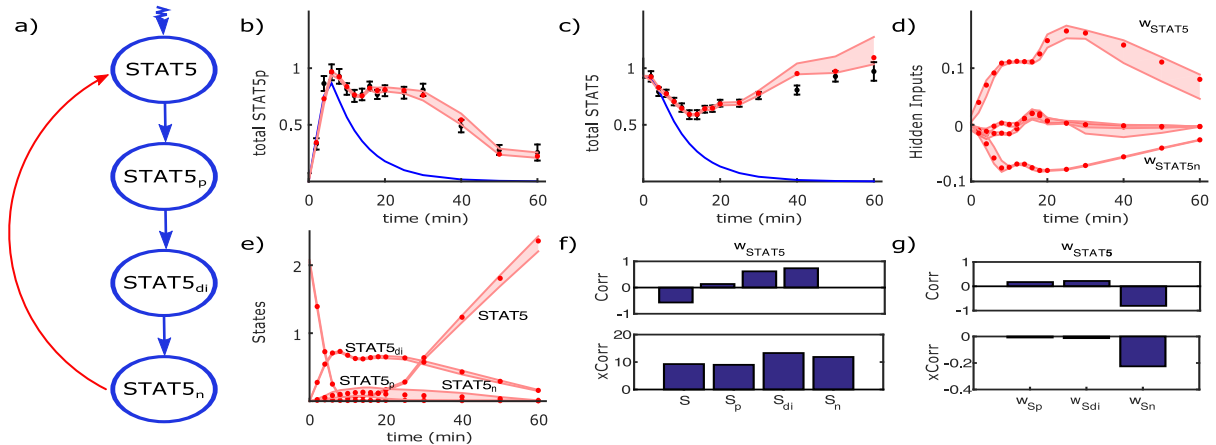 a)
STAT5
STAT5p
STAT5di
STAT5n
b)
total STAT5p
1
0.5
0
20
40
60
time (min)
c)
total STAT5
1
0.5
0
20
40
60
time (min)
d)
Hidden Inputs
0.1
0
-0.1
wSTAT5
wSTAT5n
0
20
40
60
time (min)
e)
States
2
1
STAT5
STAT5di
STAT5p
STAT5n
0
20
40
60
time (min)
f)
wSTAT5
Corr
1
0
-1
xCorr
20
10
0
S
Sp
Sdi
Sn
g)
wSTAT5
Corr
1
0
-1
xCorr
0
-0.2
-0.4
wSp
wSdi
wSn